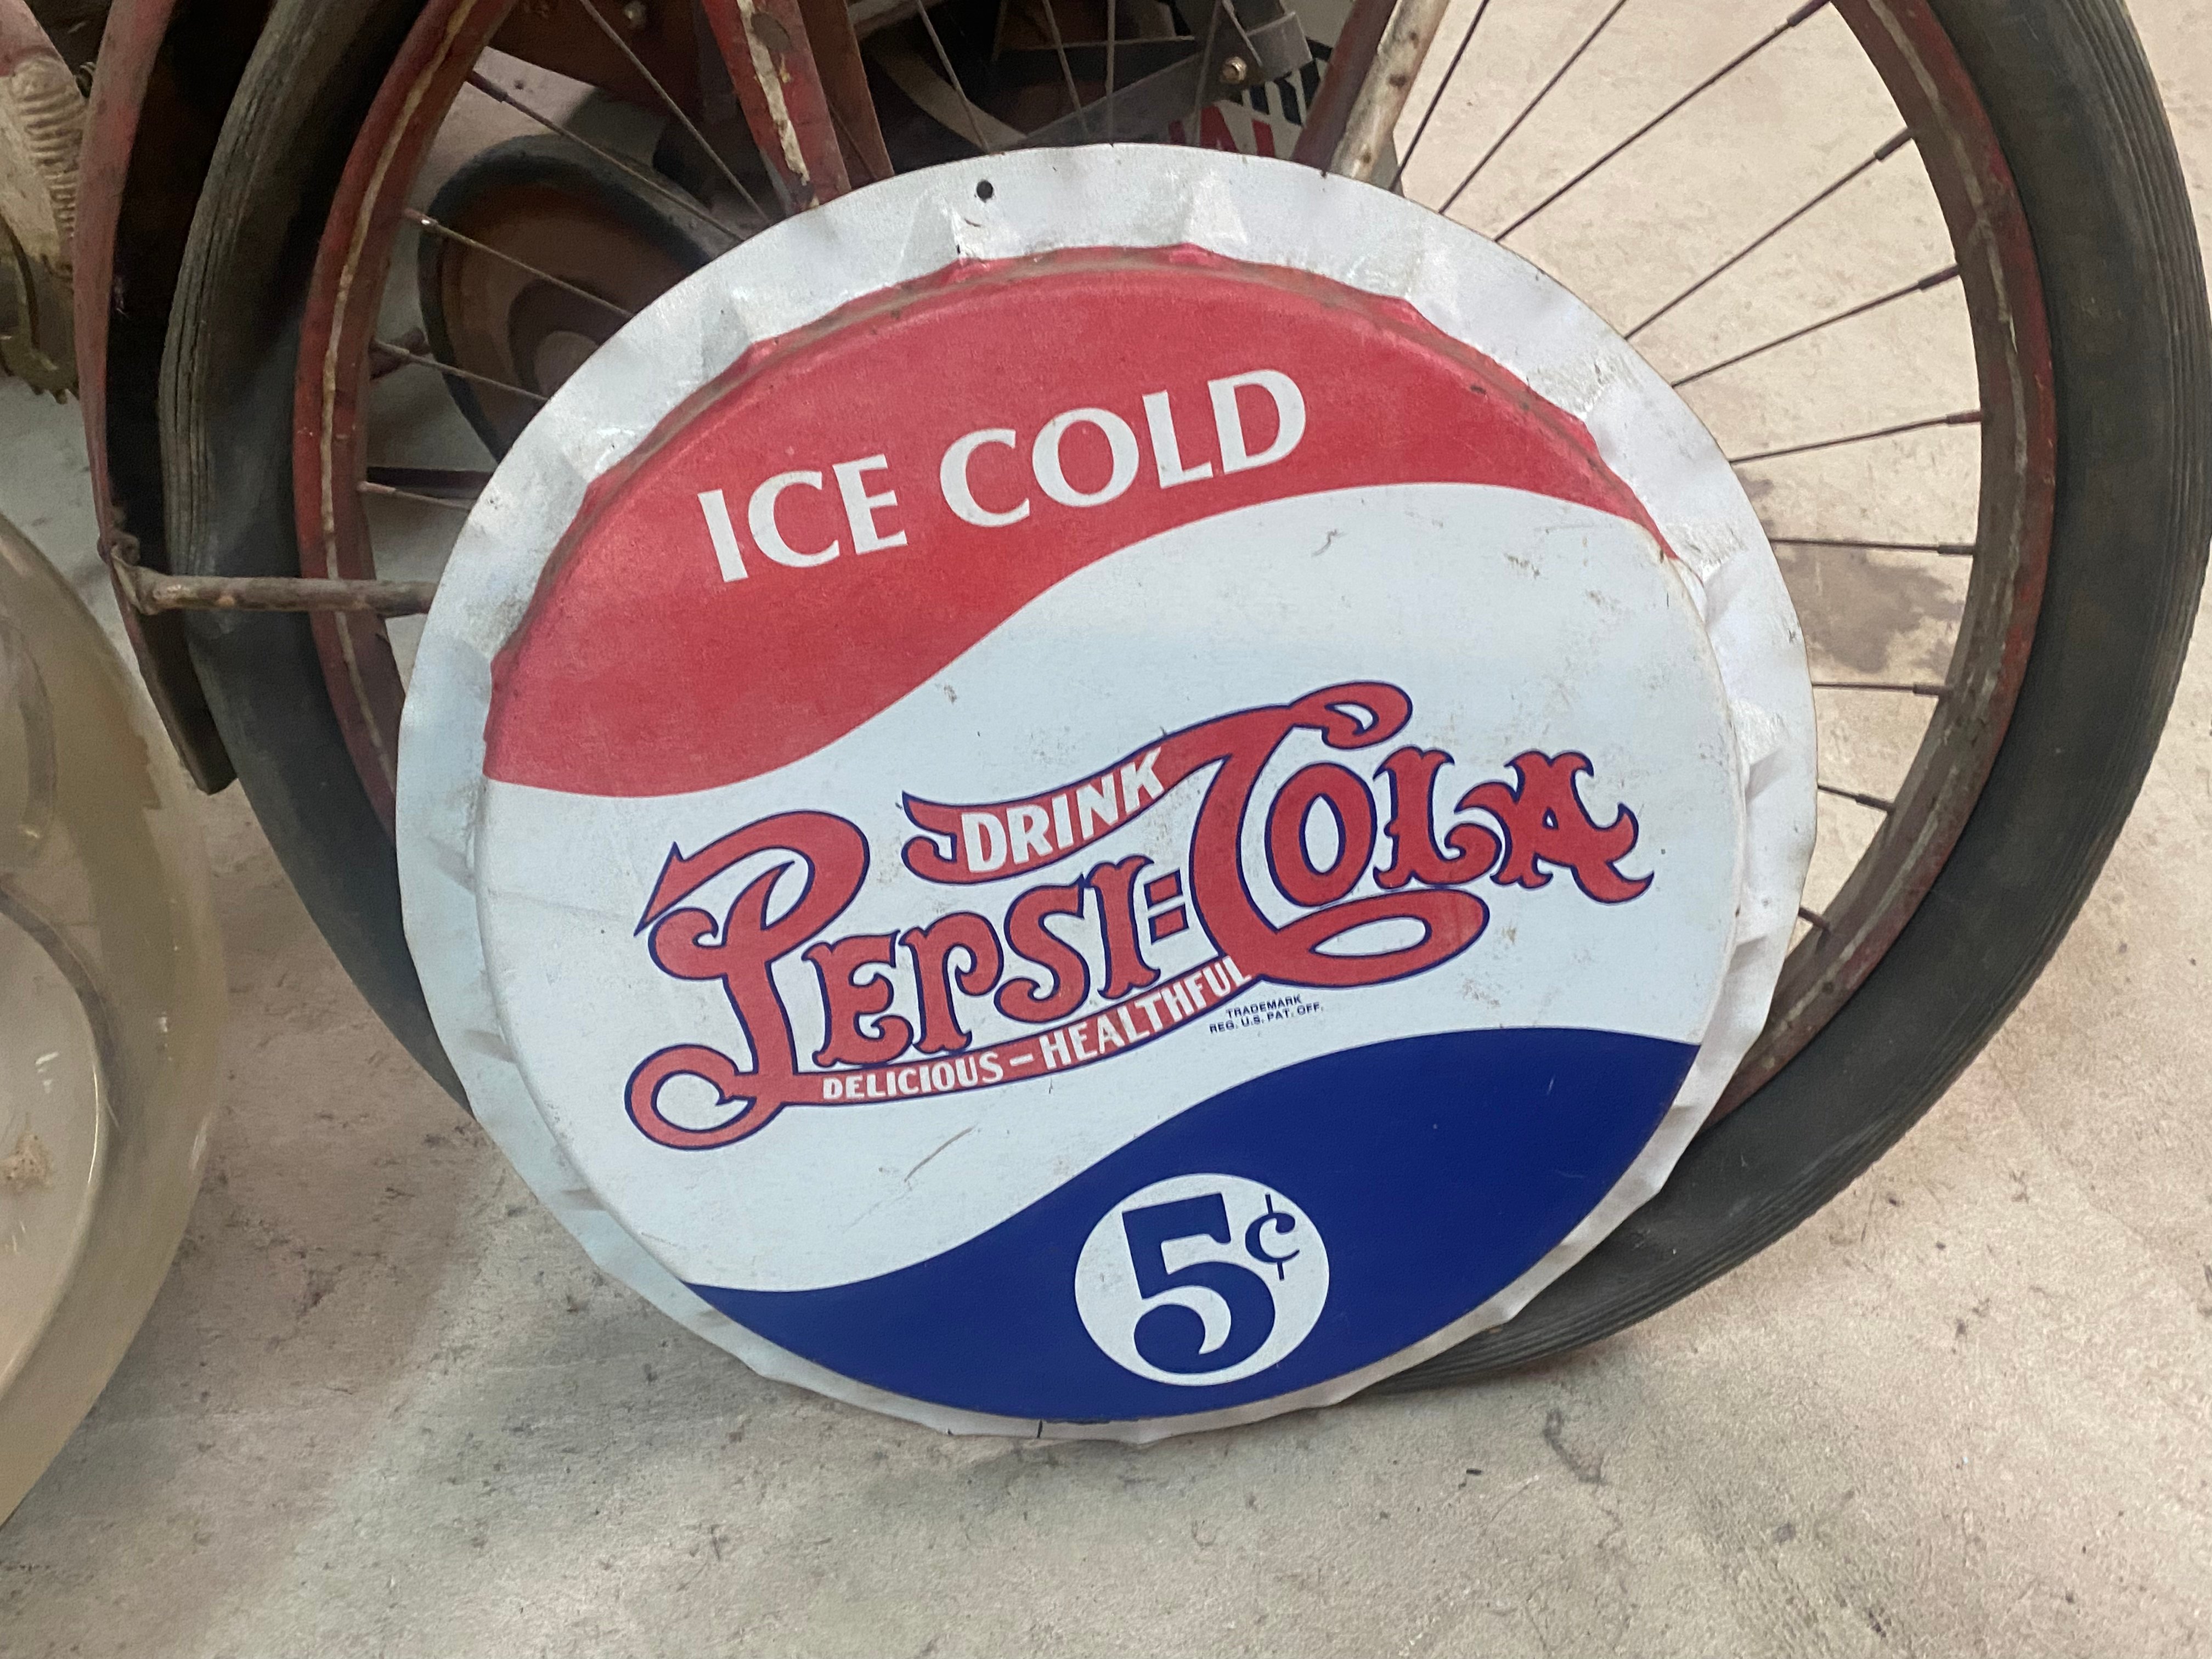 ICE COLD
DRINK
PEPSI=COLA
DELICIOUS-HEALTHFUL
TRADEMARK
REG. U.S. PAT. OFF.
5¢